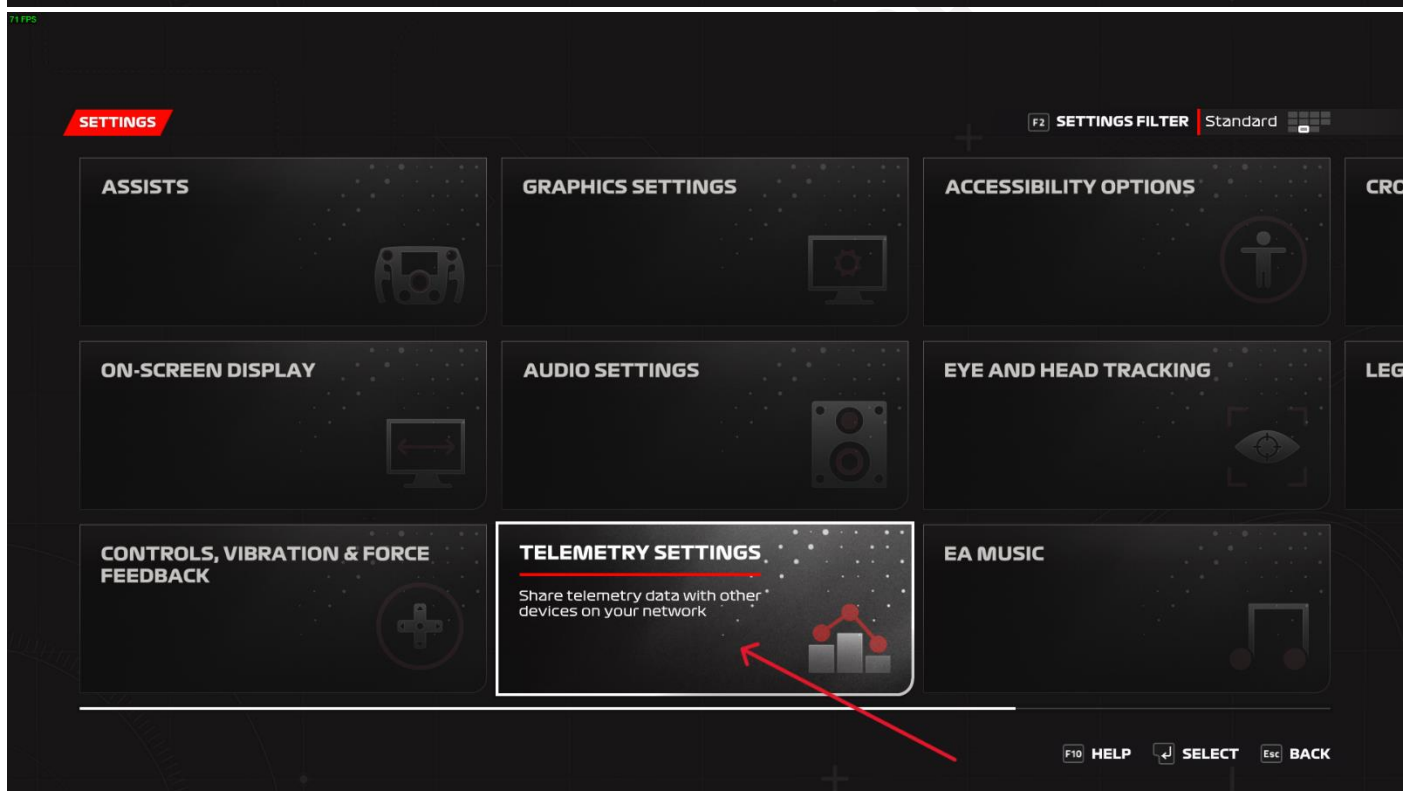 71 FPS
SETTINGS
F2 SETTINGS FILTER Standard
ASSISTS
GRAPHICS SETTINGS
ACCESSIBILITY OPTIONS
CRO
ON-SCREEN DISPLAY
AUDIO SETTINGS
EYE AND HEAD TRACKING
LEG
CONTROLS, VIBRATION & FORCE
FEEDBACK
TELEMETRY SETTINGS
Share telemetry data with other
devices on your network
EA MUSIC
F10 HELP SELECT Esc BACK